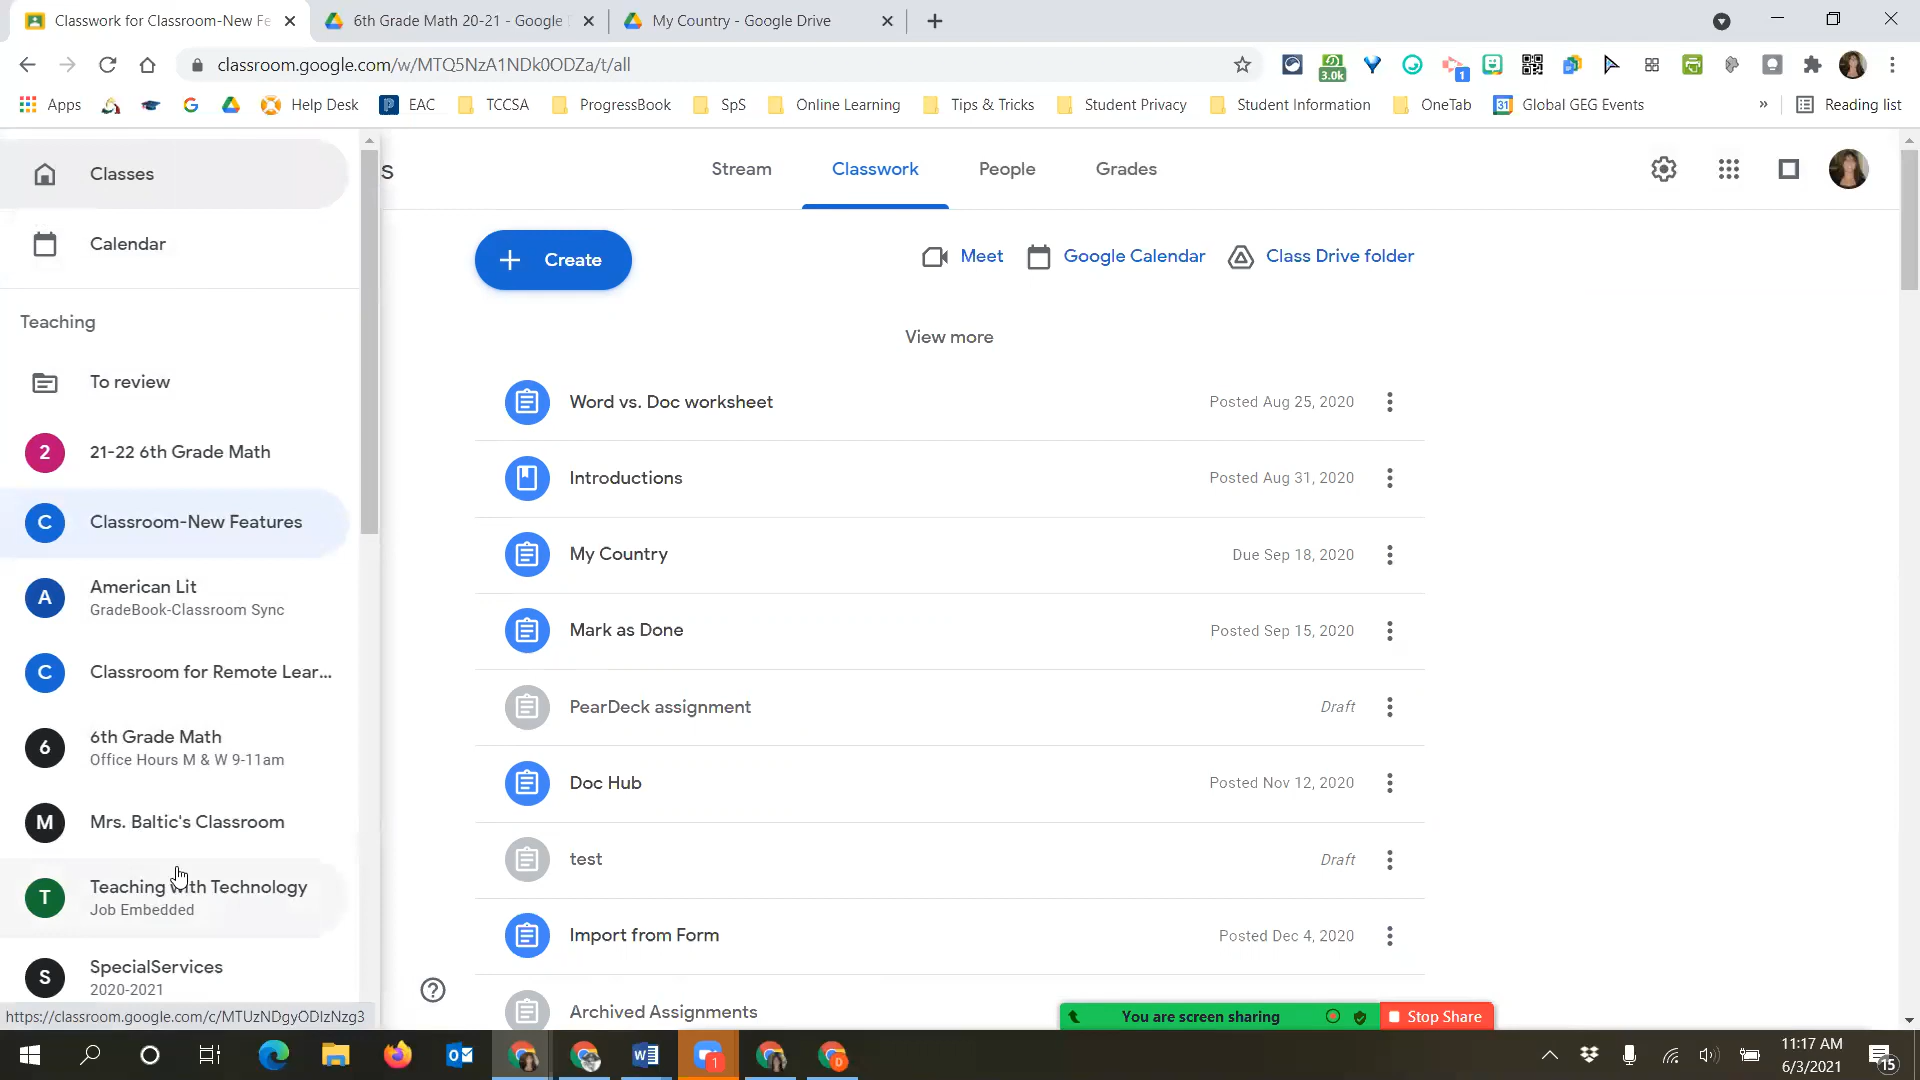 Classwork for Classroom-New Fe
6th Grade Math 20-21 - Google D
My Country - Google Drive
classroom.google.com/w/MTQ5NzA1NDk0ODZa/t/all
3.0k
1
Apps
Help Desk
EAC
TCCSA
ProgressBook
SpS
Online Learning
Tips & Tricks
Student Privacy
Student Information
OneTab
31
Global GEG Events
»
Reading list
Classes
s
Stream
Classwork
People
Grades
Calendar
Create
Meet
Google Calendar
Class Drive folder
Teaching
View more
To review
2
21-22 6th Grade Math
C
Classroom-New Features
A
American Lit
GradeBook-Classroom Sync
C
Classroom for Remote Lear...
6
6th Grade Math
Office Hours M & W 9-11am
M
Mrs. Baltic's Classroom
T
Teaching with Technology
Job Embedded
S
SpecialServices
2020-2021
Word vs. Doc worksheet
Posted Aug 25, 2020
Introductions
Posted Aug 31, 2020
My Country
Due Sep 18, 2020
Mark as Done
Posted Sep 15, 2020
PearDeck assignment
Draft
Doc Hub
Posted Nov 12, 2020
test
Draft
Import from Form
Posted Dec 4, 2020
Archived Assignments
https://classroom.google.com/c/MTUzNDgyODIzNzg3
You are screen sharing
Stop Share
1
D
11:17 AM
6/3/2021
15